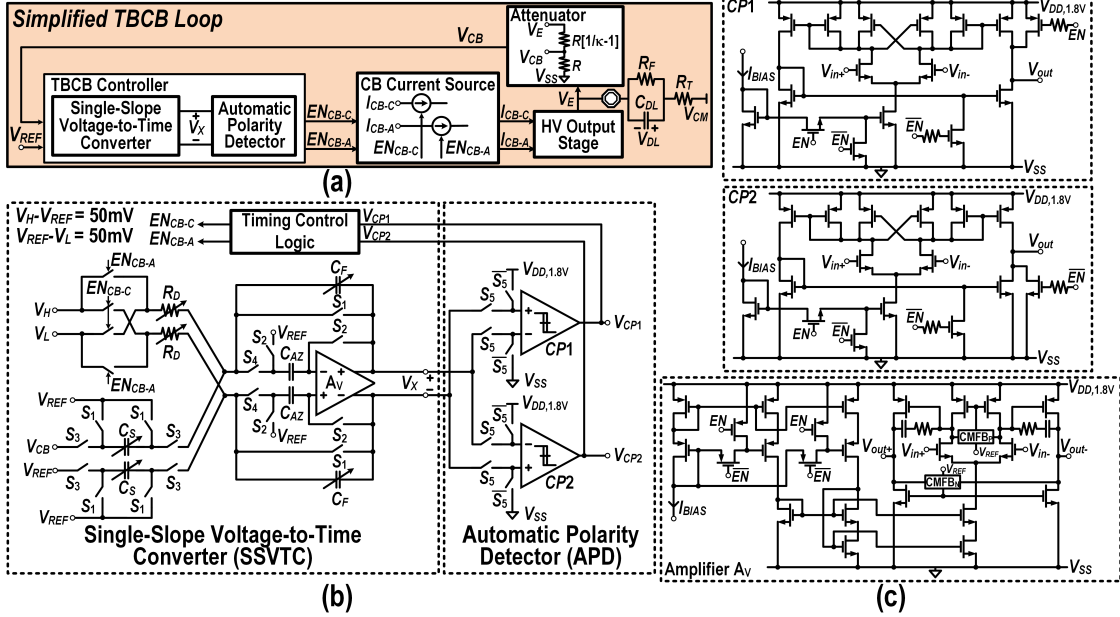 Simplified TBCB Loop
V_CB
Attenuator
V_E
R[1/κ-1]
V_CB
R
V_SS
TBCB Controller
Single-Slope
Voltage-to-Time
Converter
+
V_X
−
Automatic
Polarity
Detector
V_REF
EN_CB-C
EN_CB-A
CB Current Source
I_CB-C
I_CB-A
EN_CB-C
EN_CB-A
I_CB-C
I_CB-A
V_E
HV Output
Stage
R_F
C_DL
− +
V_DL
R_T
V_CM
(a)
V_H-V_REF = 50mV
V_REF-V_L = 50mV
EN_CB-C
EN_CB-A
Timing Control
Logic
V_CP1
V_CP2
EN_CB-A
EN_CB-C
V_H
V_L
R_D
R_D
EN_CB-A
V_REF
S_1
S_1
V_CB
S_3
C_S
S_3
V_REF
S_3
C_S
S_3
S_1
S_1
V_REF
C_F
S_1
S_2
V_REF
S_2
S_4
C_AZ
− +
A_V
+ −
S_4
C_AZ
S_2
V_REF
S_2
S_1
C_F
V_X
+
−
Single-Slope Voltage-to-Time
Converter (SSVTC)
S_5
V_DD,1.8V
S_5
+
−
S_5
S_5
CP1
V_SS
V_CP1
S_5
V_DD,1.8V
S_5
−
+
S_5
S_5
CP2
V_SS
V_CP2
Automatic Polarity
Detector (APD)
(b)
CP1
V_DD,1.8V
EN
I_BIAS
V_in+
V_in-
V_out
EN
EN
EN
V_SS
CP2
V_DD,1.8V
I_BIAS
V_in+
V_in-
V_out
EN
EN
EN
EN
V_SS
V_DD,1.8V
EN
EN
EN
EN
I_BIAS
V_out+
V_in+
CMFB_P
V_REF
V_in-
V_out-
V_REF
CMFB_N
Amplifier A_V
V_SS
(c)